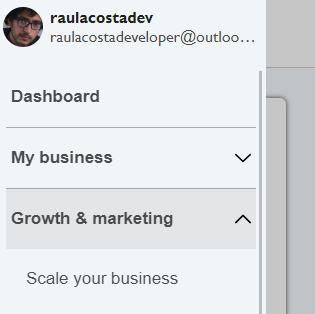 raulacostadev
raulacostadeveloper@outloo...
Dashboard
My business
Growth & marketing
Scale your business